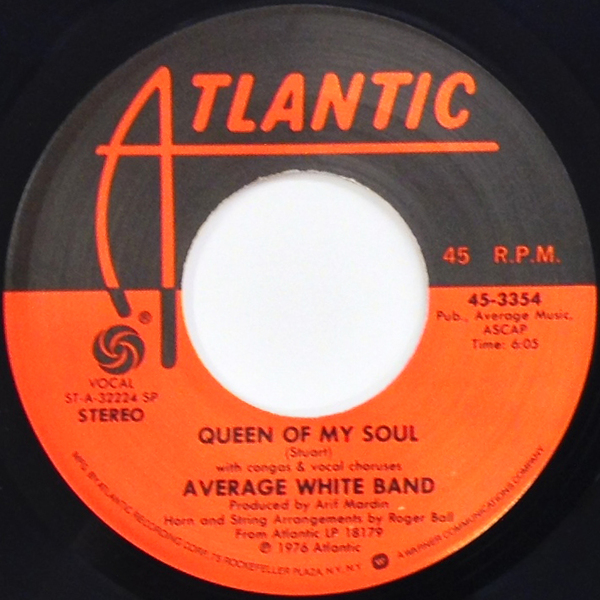 ATLANTIC
45 R.P.M.
®
45-3354
Pub., Average Music,
ASCAP
Time: 6:05
VOCAL
ST-A-32224 SP
STEREO
QUEEN OF MY SOUL
(Stuart)
with congas & vocal choruses
AVERAGE WHITE BAND
Produced by Arif Mardin
Horn and String Arrangements by Roger Ball
From Atlantic LP 18179
℗ 1976 Atlantic
MFG. BY ATLANTIC RECORDING CORP., 75 ROCKEFELLER PLAZA, N.Y., N.Y. W A WARNER COMMUNICATIONS COMPANY